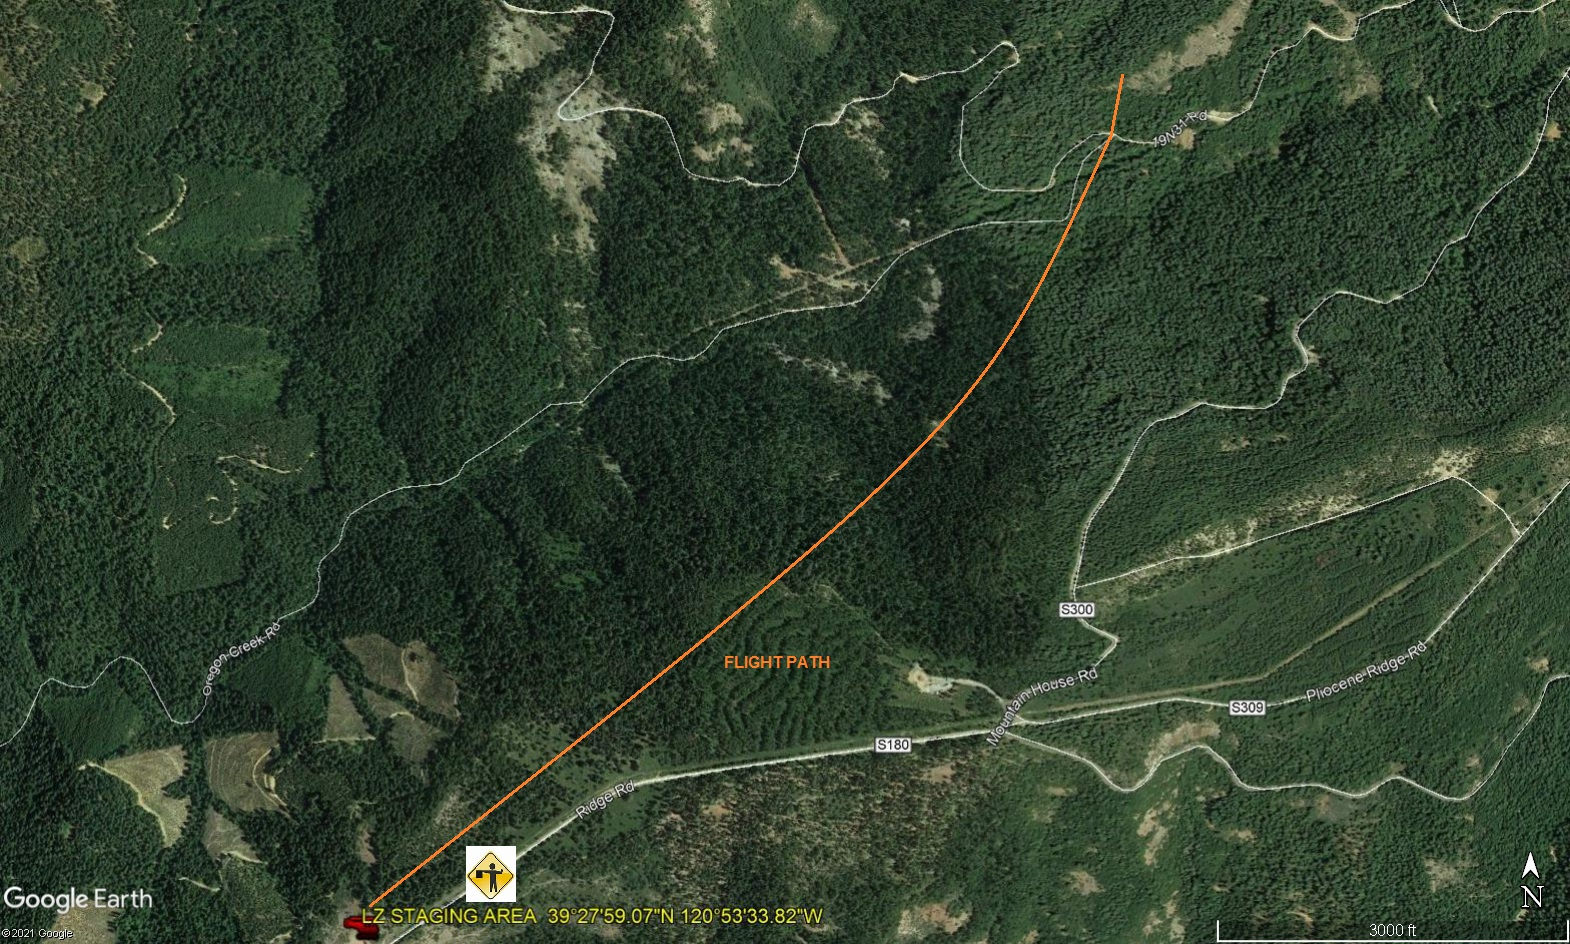 19N31 Rd
S300
Oregon-Creek-Rd
FLIGHT PATH
Mountain House Rd
Pliocene-Ridge-Rd
S309
S180
Ridge-Rd
Google Earth
LZ STAGING AREA 39°27'59.07"N 120°53'33.82"W
N
©2021 Google
3000 ft